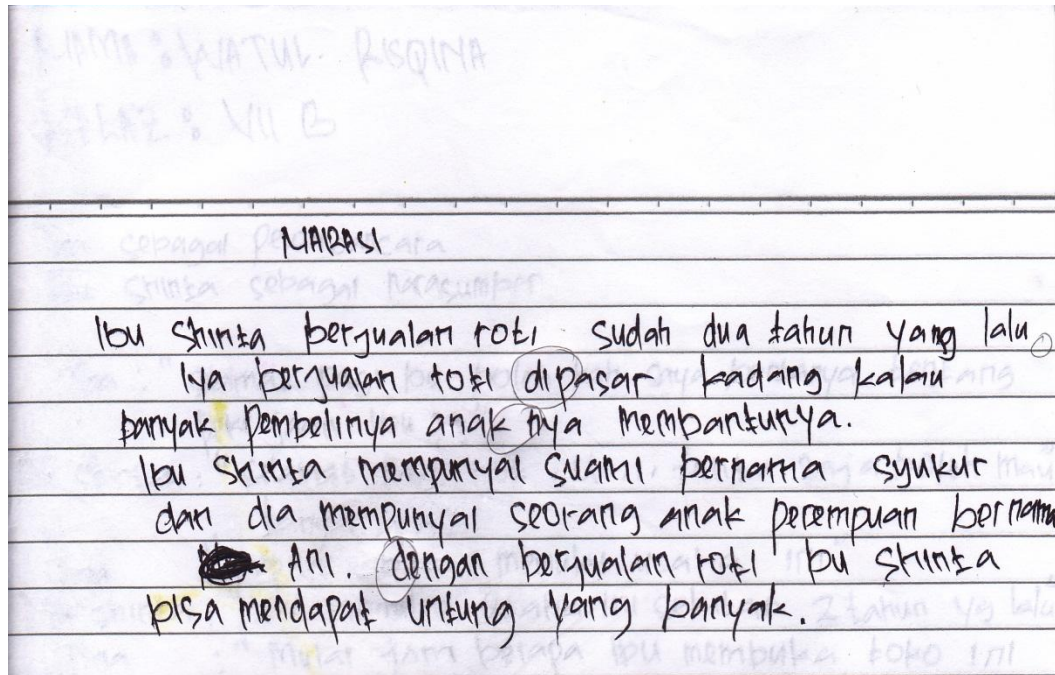 NARASI
Ibu Shinta berjualan roti sudah dua tahun yang lalu.
Iya berjualan roti dipasar kadang kalau
banyak Pembelinya anak nya membantunya.
Ibu Shinta mempunyai suami bernama syukur
dan dia mempunyai seorang anak perempuan bernama
Ani. dengan berjualan roti Ibu Shinta
bisa mendapat untung yang banyak.